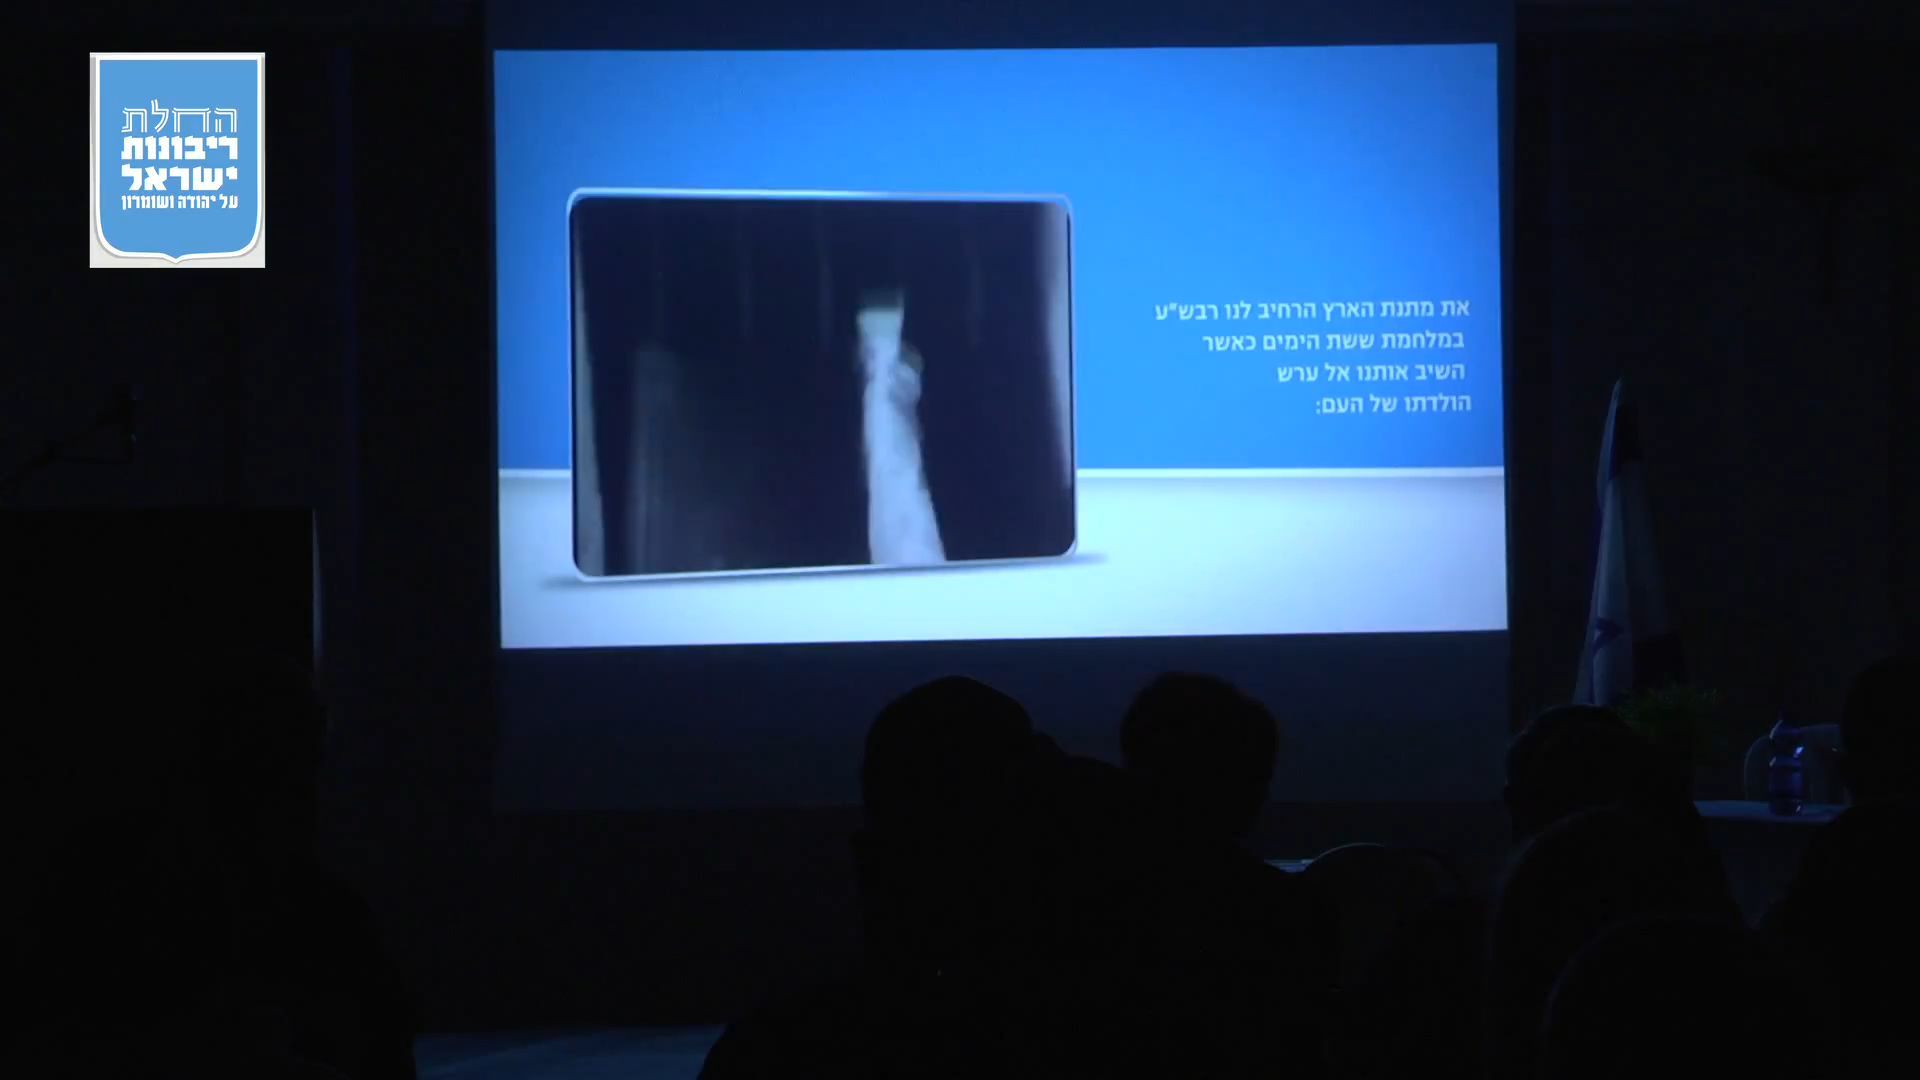 החלת
ריבונות
ישראל
על יהודה ושומרון
את מתנת הארץ הרחיב לנו רבש"ע
במלחמת ששת הימים כאשר
השיב אותנו אל ערש
הולדתו של העם: